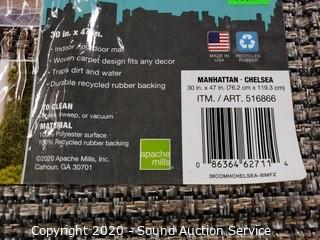 30 in. x 47 in.
• Indoor floor mat
• Woven carpet design fits any decor
• Traps dirt and water
• Durable recycled rubber backing
TO CLEAN
sweep, or vacuum
MATERIAL
100% Polyester surface
100% Recycled rubber backing
©2020 Apache Mills, Inc.
Calhoun, GA 30701
apache mills
MADE IN USA
RECYCLED RUBBER
MANHATTAN - CHELSEA
30 in. x 47 in. (76.2 cm x 119.3 cm)
ITM. / ART. 516866
0 86364 62711 4
36COMHCHELSEA-BMFZ
Copyright 2020 - Sound Auction Service